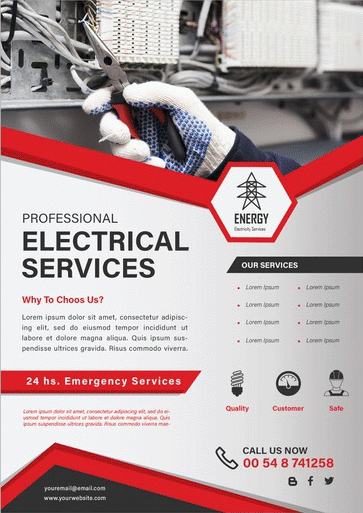 ENERGY
Electricity Services
PROFESSIONAL
ELECTRICAL
SERVICES
Why To Choos Us?
Lorem ipsum dolor sit amet, consectetur adipisc-
ing elit, sed do eiusmod tempor incididunt ut
labore et dolore magna aliqua. Quis ipsum sus-
pendisse ultrices gravida. Risus commodo viverra.
OUR SERVICES
Lorem Ipsum Lorem Ipsum
Lorem Ipsum Lorem Ipsum
Lorem Ipsum Lorem Ipsum
Lorem Ipsum Lorem Ipsum
24 hs. Emergency Services
Lorem ipsum dolor sit amet, consectetur adipiscing elit, sed do ei-
usmod tempor incididunt ut labore et dolore magna aliqua. Quis
ipsum suspendisse ultrices gravida. Risus commodo viverra mae-
Quality Customer Safe
CALL US NOW
00 54 8 741258
youremail@email.com
www.yourwebsite.com